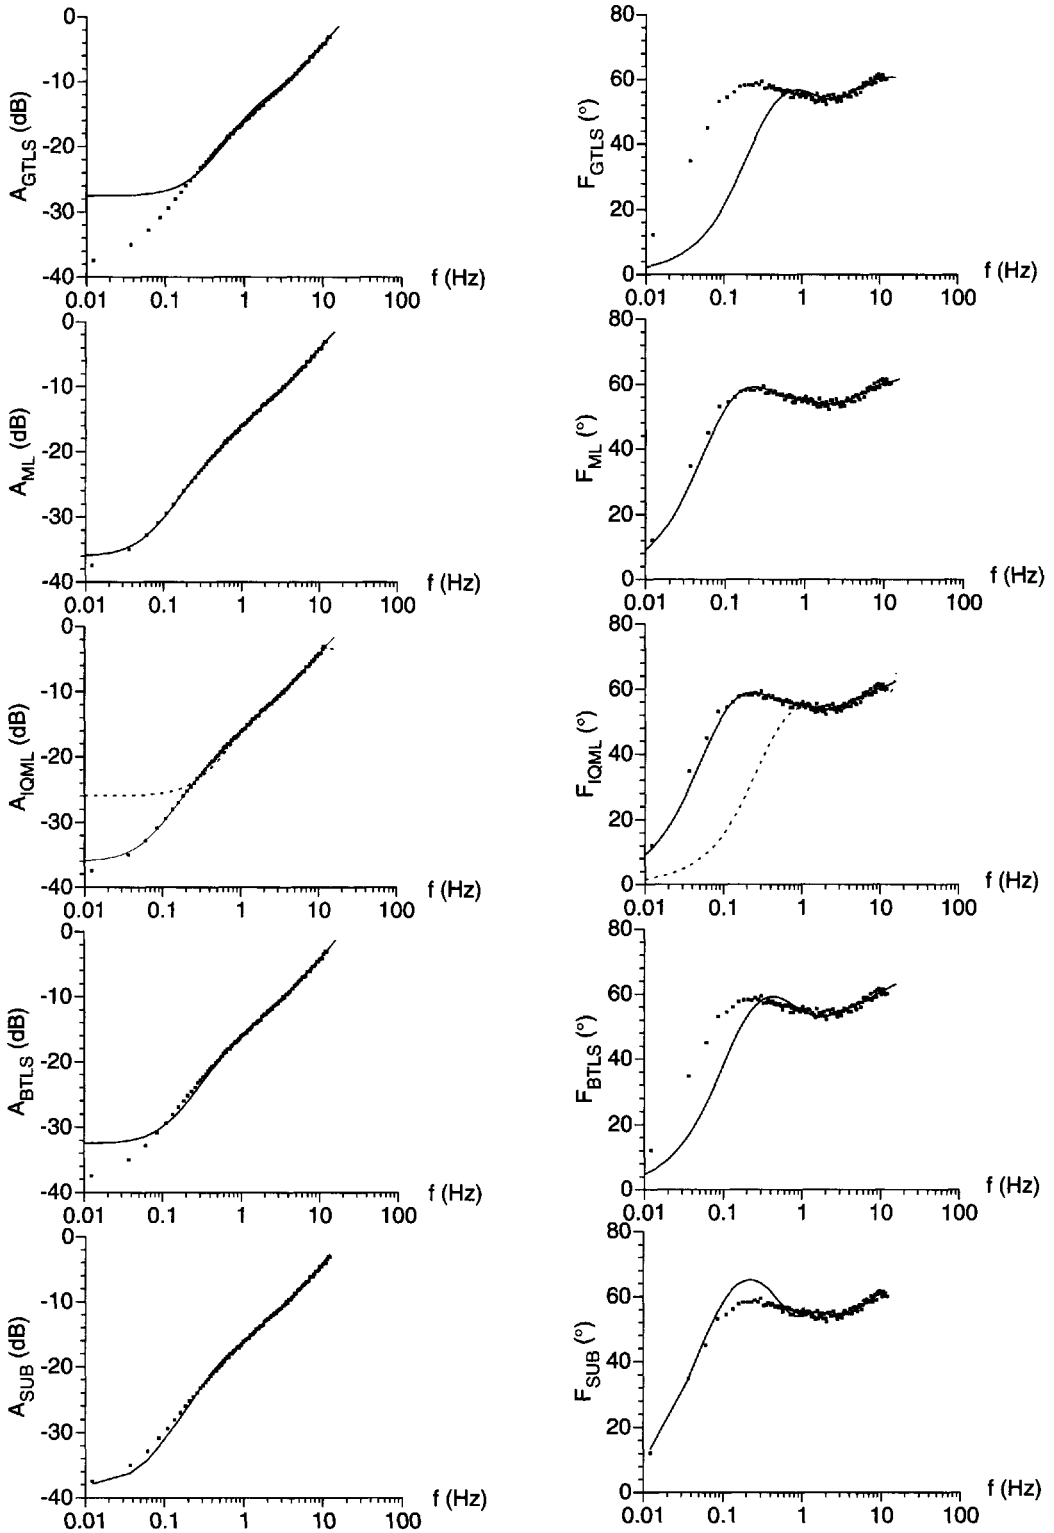 A_GTLS (dB)
0
-10
-20
-30
-40
0.01 0.1 1 10 100
f (Hz)
F_GTLS (°)
80
60
40
20
0
0.01 0.1 1 10 100
f (Hz)
A_ML (dB)
0
-10
-20
-30
-40
0.01 0.1 1 10 100
f (Hz)
F_ML (°)
80
60
40
20
0
0.01 0.1 1 10 100
f (Hz)
A_IQML (dB)
0
-10
-20
-30
-40
0.01 0.1 1 10 100
f (Hz)
F_IQML (°)
80
60
40
20
0
0.01 0.1 1 10 100
f (Hz)
A_BTLS (dB)
0
-10
-20
-30
-40
0.01 0.1 1 10 100
f (Hz)
F_BTLS (°)
80
60
40
20
0
0.01 0.1 1 10 100
f (Hz)
A_SUB (dB)
0
-10
-20
-30
-40
0.01 0.1 1 10 100
f (Hz)
F_SUB (°)
80
60
40
20
0
0.01 0.1 1 10 100
f (Hz)